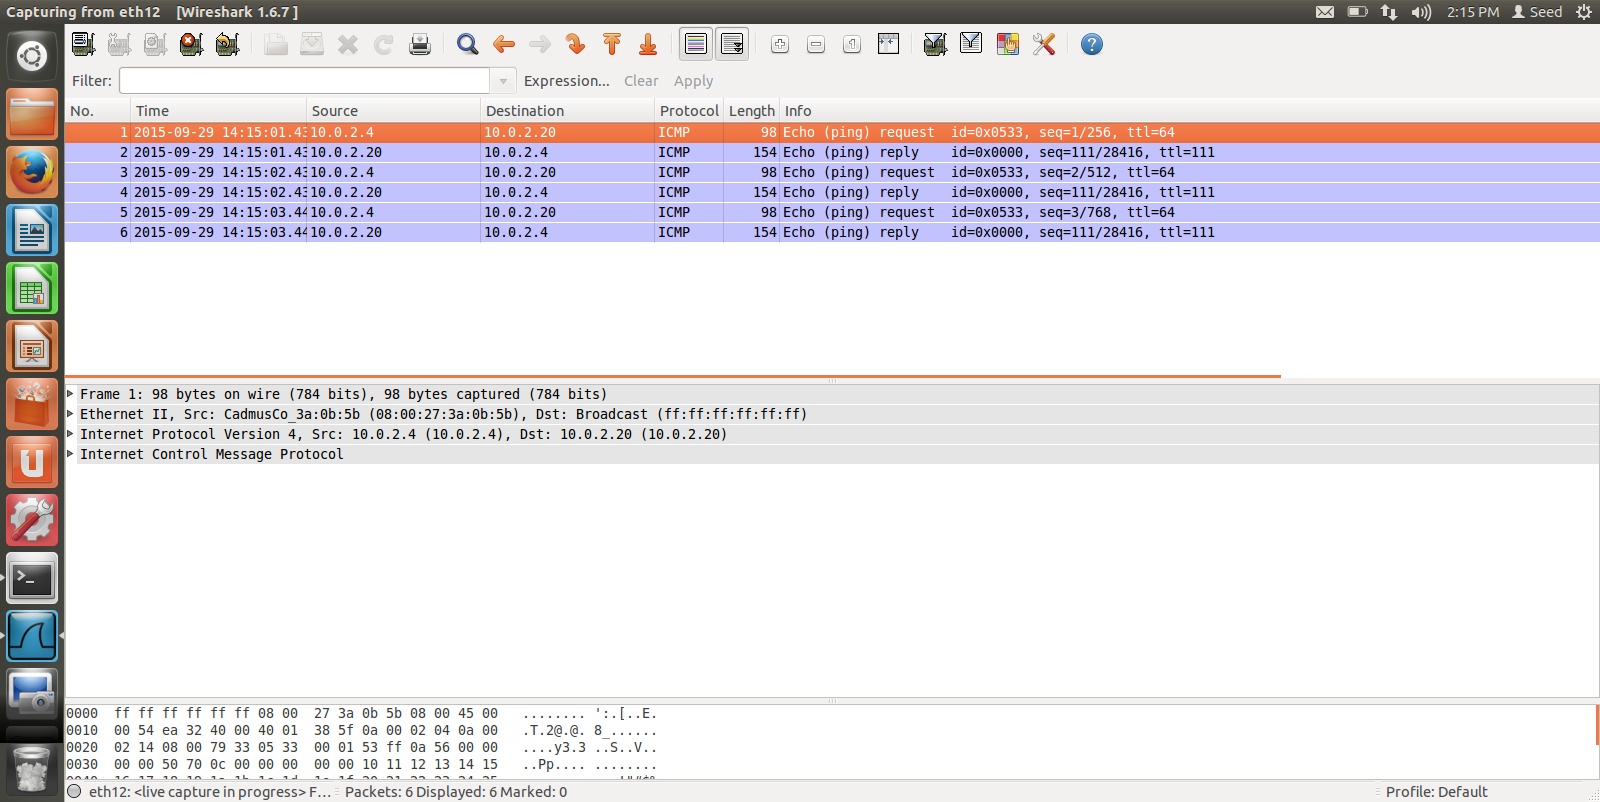 Capturing from eth12 [Wireshark 1.6.7 ]
2:15 PM Seed
Filter: Expression... Clear Apply
No. Time Source Destination Protocol Length Info
1 2015-09-29 14:15:01.43 10.0.2.4 10.0.2.20 ICMP 98 Echo (ping) request id=0x0533, seq=1/256, ttl=64
2 2015-09-29 14:15:01.43 10.0.2.20 10.0.2.4 ICMP 154 Echo (ping) reply id=0x0000, seq=111/28416, ttl=111
3 2015-09-29 14:15:02.43 10.0.2.4 10.0.2.20 ICMP 98 Echo (ping) request id=0x0533, seq=2/512, ttl=64
4 2015-09-29 14:15:02.43 10.0.2.20 10.0.2.4 ICMP 154 Echo (ping) reply id=0x0000, seq=111/28416, ttl=111
5 2015-09-29 14:15:03.44 10.0.2.4 10.0.2.20 ICMP 98 Echo (ping) request id=0x0533, seq=3/768, ttl=64
6 2015-09-29 14:15:03.44 10.0.2.20 10.0.2.4 ICMP 154 Echo (ping) reply id=0x0000, seq=111/28416, ttl=111
Frame 1: 98 bytes on wire (784 bits), 98 bytes captured (784 bits)
Ethernet II, Src: CadmusCo_3a:0b:5b (08:00:27:3a:0b:5b), Dst: Broadcast (ff:ff:ff:ff:ff:ff)
Internet Protocol Version 4, Src: 10.0.2.4 (10.0.2.4), Dst: 10.0.2.20 (10.0.2.20)
Internet Control Message Protocol
0000 ff ff ff ff ff ff 08 00 27 3a 0b 5b 08 00 45 00 ........ ':.[..E.
0010 00 54 ea 32 40 00 40 01 38 5f 0a 00 02 04 0a 00 .T.2@.@. 8_......
0020 02 14 08 00 79 33 05 33 00 01 53 ff 0a 56 00 00 ....y3.3 ..S..V..
0030 00 00 50 70 0c 00 00 00 00 00 10 11 12 13 14 15 ..Pp.... ........
eth12: <live capture in progress> F... Packets: 6 Displayed: 6 Marked: 0 Profile: Default